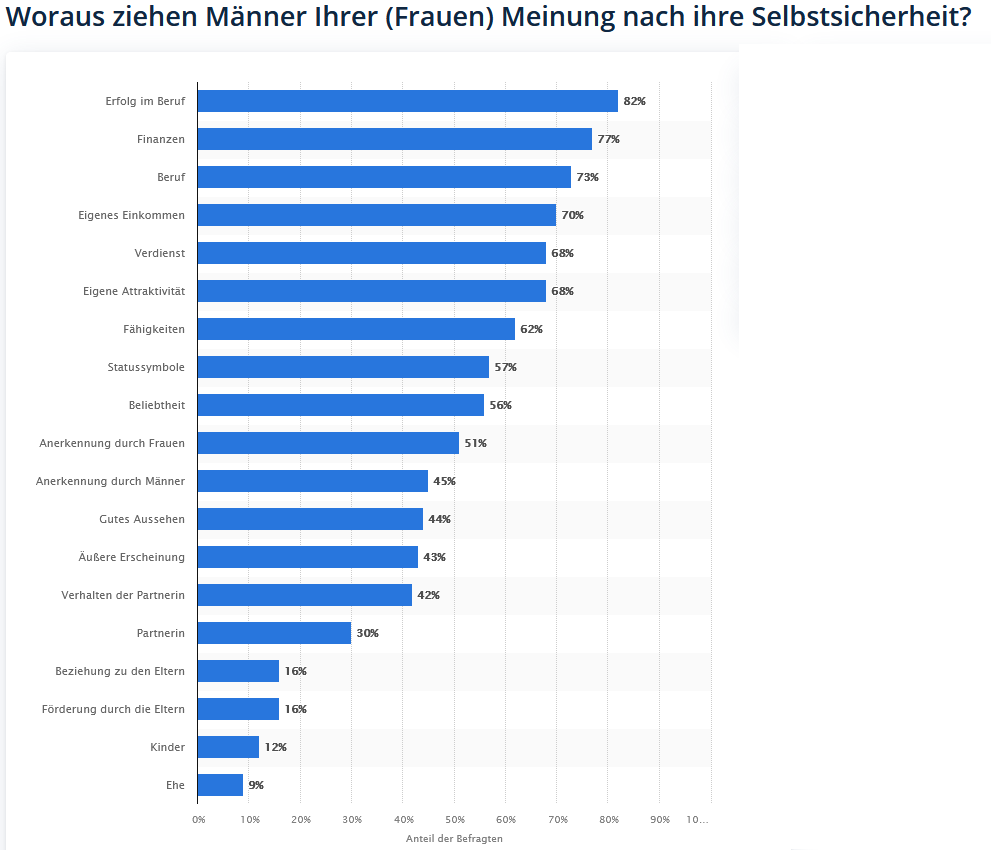 Woraus ziehen Männer Ihrer (Frauen) Meinung nach ihre Selbstsicherheit?
Erfolg im Beruf 82%
Finanzen 77%
Beruf 73%
Eigenes Einkommen 70%
Verdienst 68%
Eigene Attraktivität 68%
Fähigkeiten 62%
Statussymbole 57%
Beliebtheit 56%
Anerkennung durch Frauen 51%
Anerkennung durch Männer 45%
Gutes Aussehen 44%
Äußere Erscheinung 43%
Verhalten der Partnerin 42%
Partnerin 30%
Beziehung zu den Eltern 16%
Förderung durch die Eltern 16%
Kinder 12%
Ehe 9%
0% 10% 20% 30% 40% 50% 60% 70% 80% 90% 10...
Anteil der Befragten